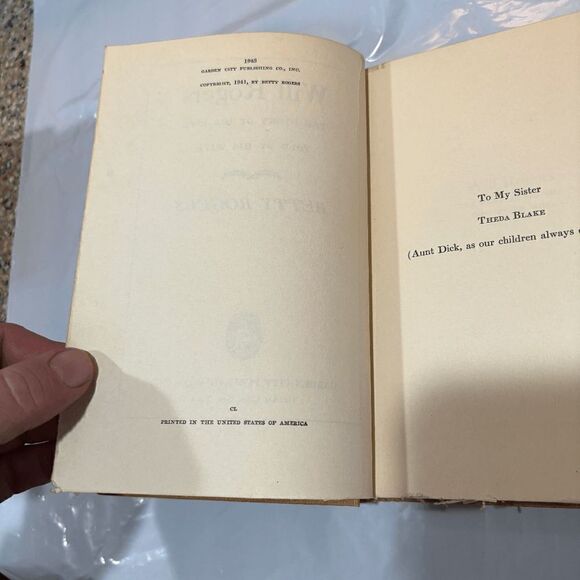 1943
GARDEN CITY PUBLISHING CO., INC.
COPYRIGHT, 1941, BY BETTY ROGERS
CL
PRINTED IN THE UNITED STATES OF AMERICA
To My Sister
THEDA BLAKE
(Aunt Dick, as our children always